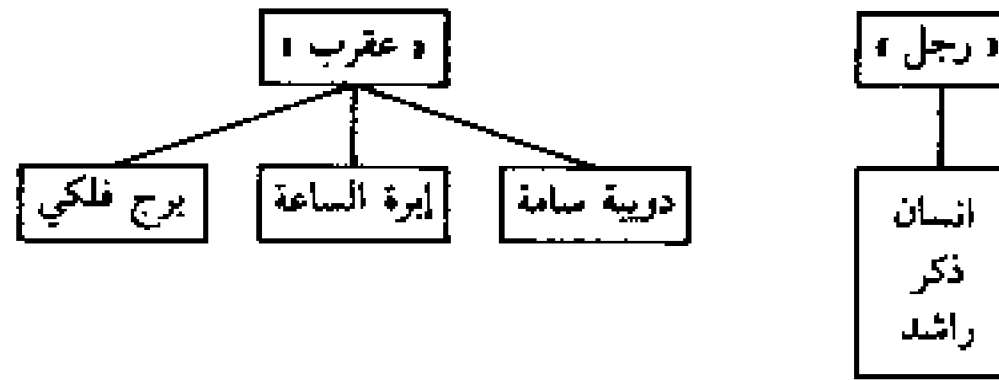 « رجل »
انسان
ذكر
راشد
« عقرب »
دويبة سامة
إبرة الساعة
برج فلكي